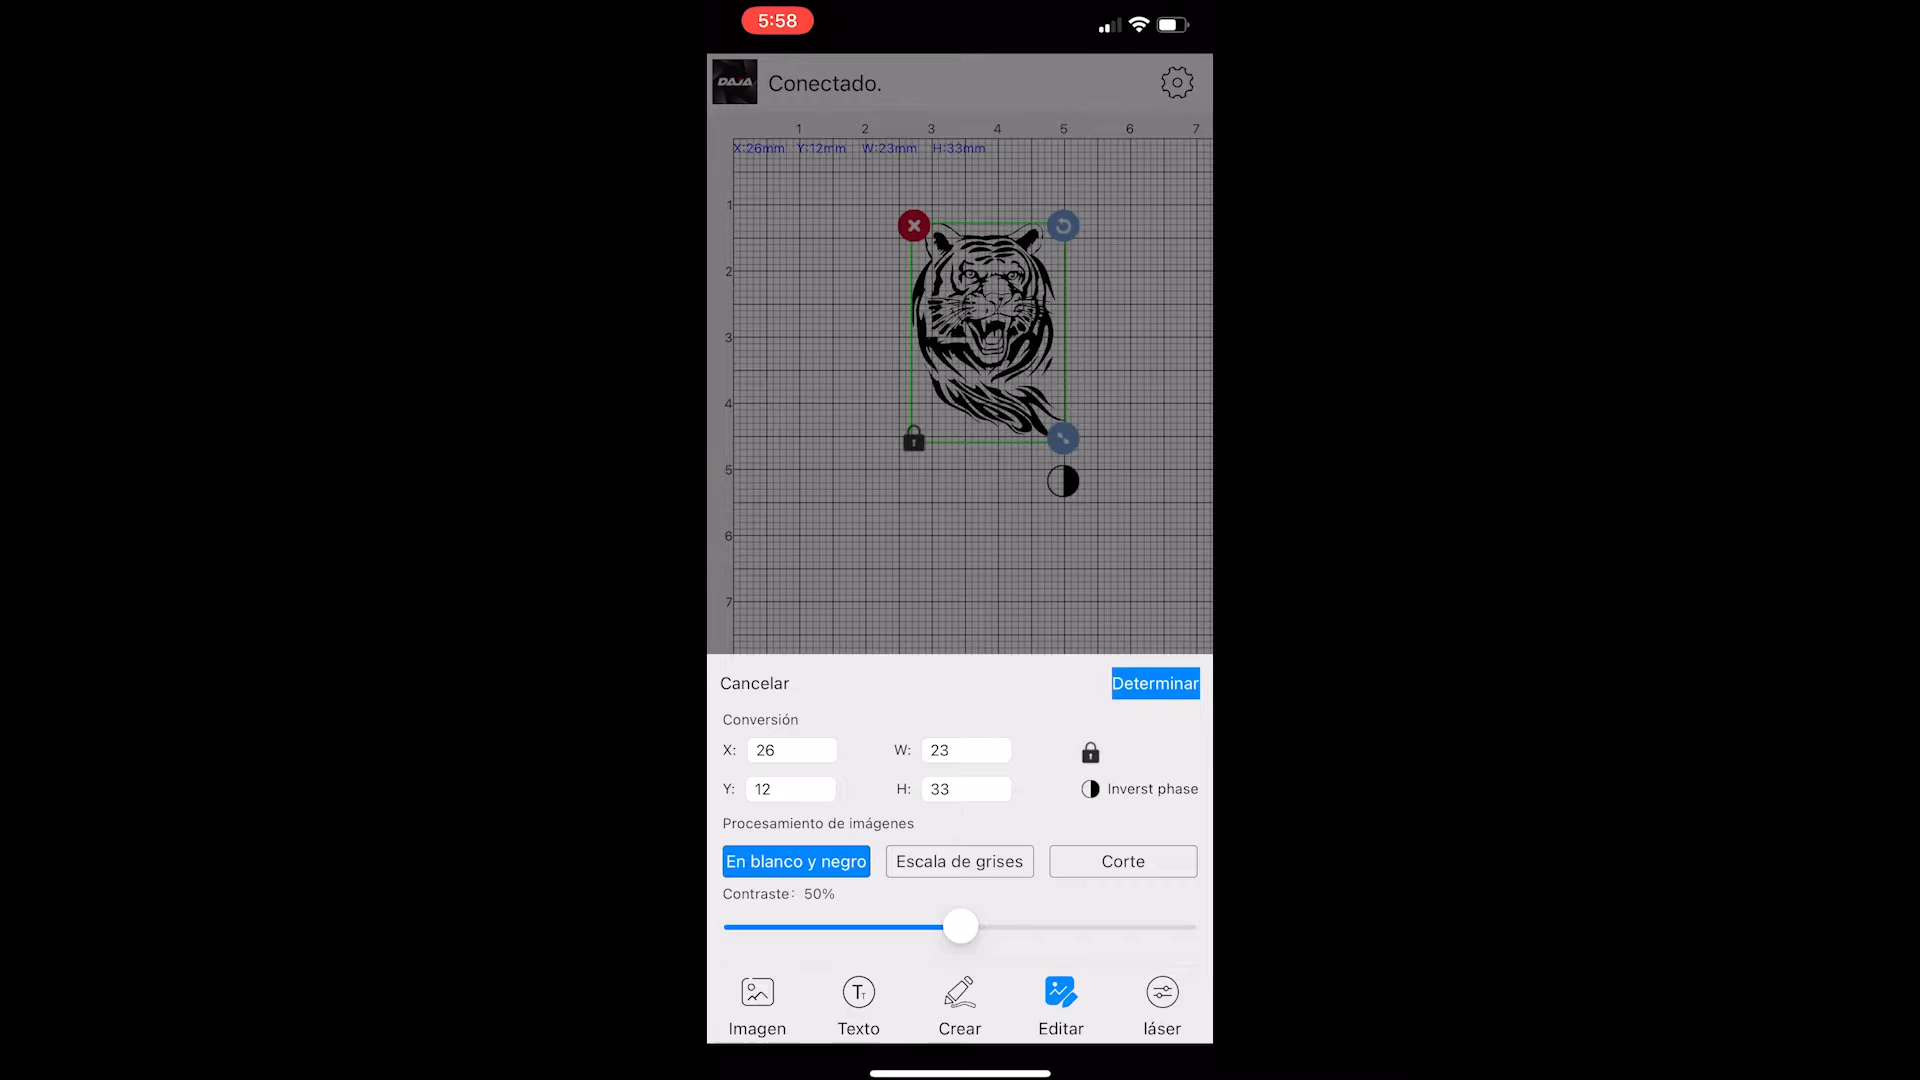 5:58
DAJA
Conectado.
1 2 3 4 5 6 7
X:26mm Y:12mm W:23mm H:33mm
1
2
3
4
5
6
7
Cancelar
Determinar
Conversión
X: 26 W: 23
Y: 12 H: 33 Inverst phase
Procesamiento de imágenes
En blanco y negro Escala de grises Corte
Contraste: 50%
Imagen Texto Crear Editar láser